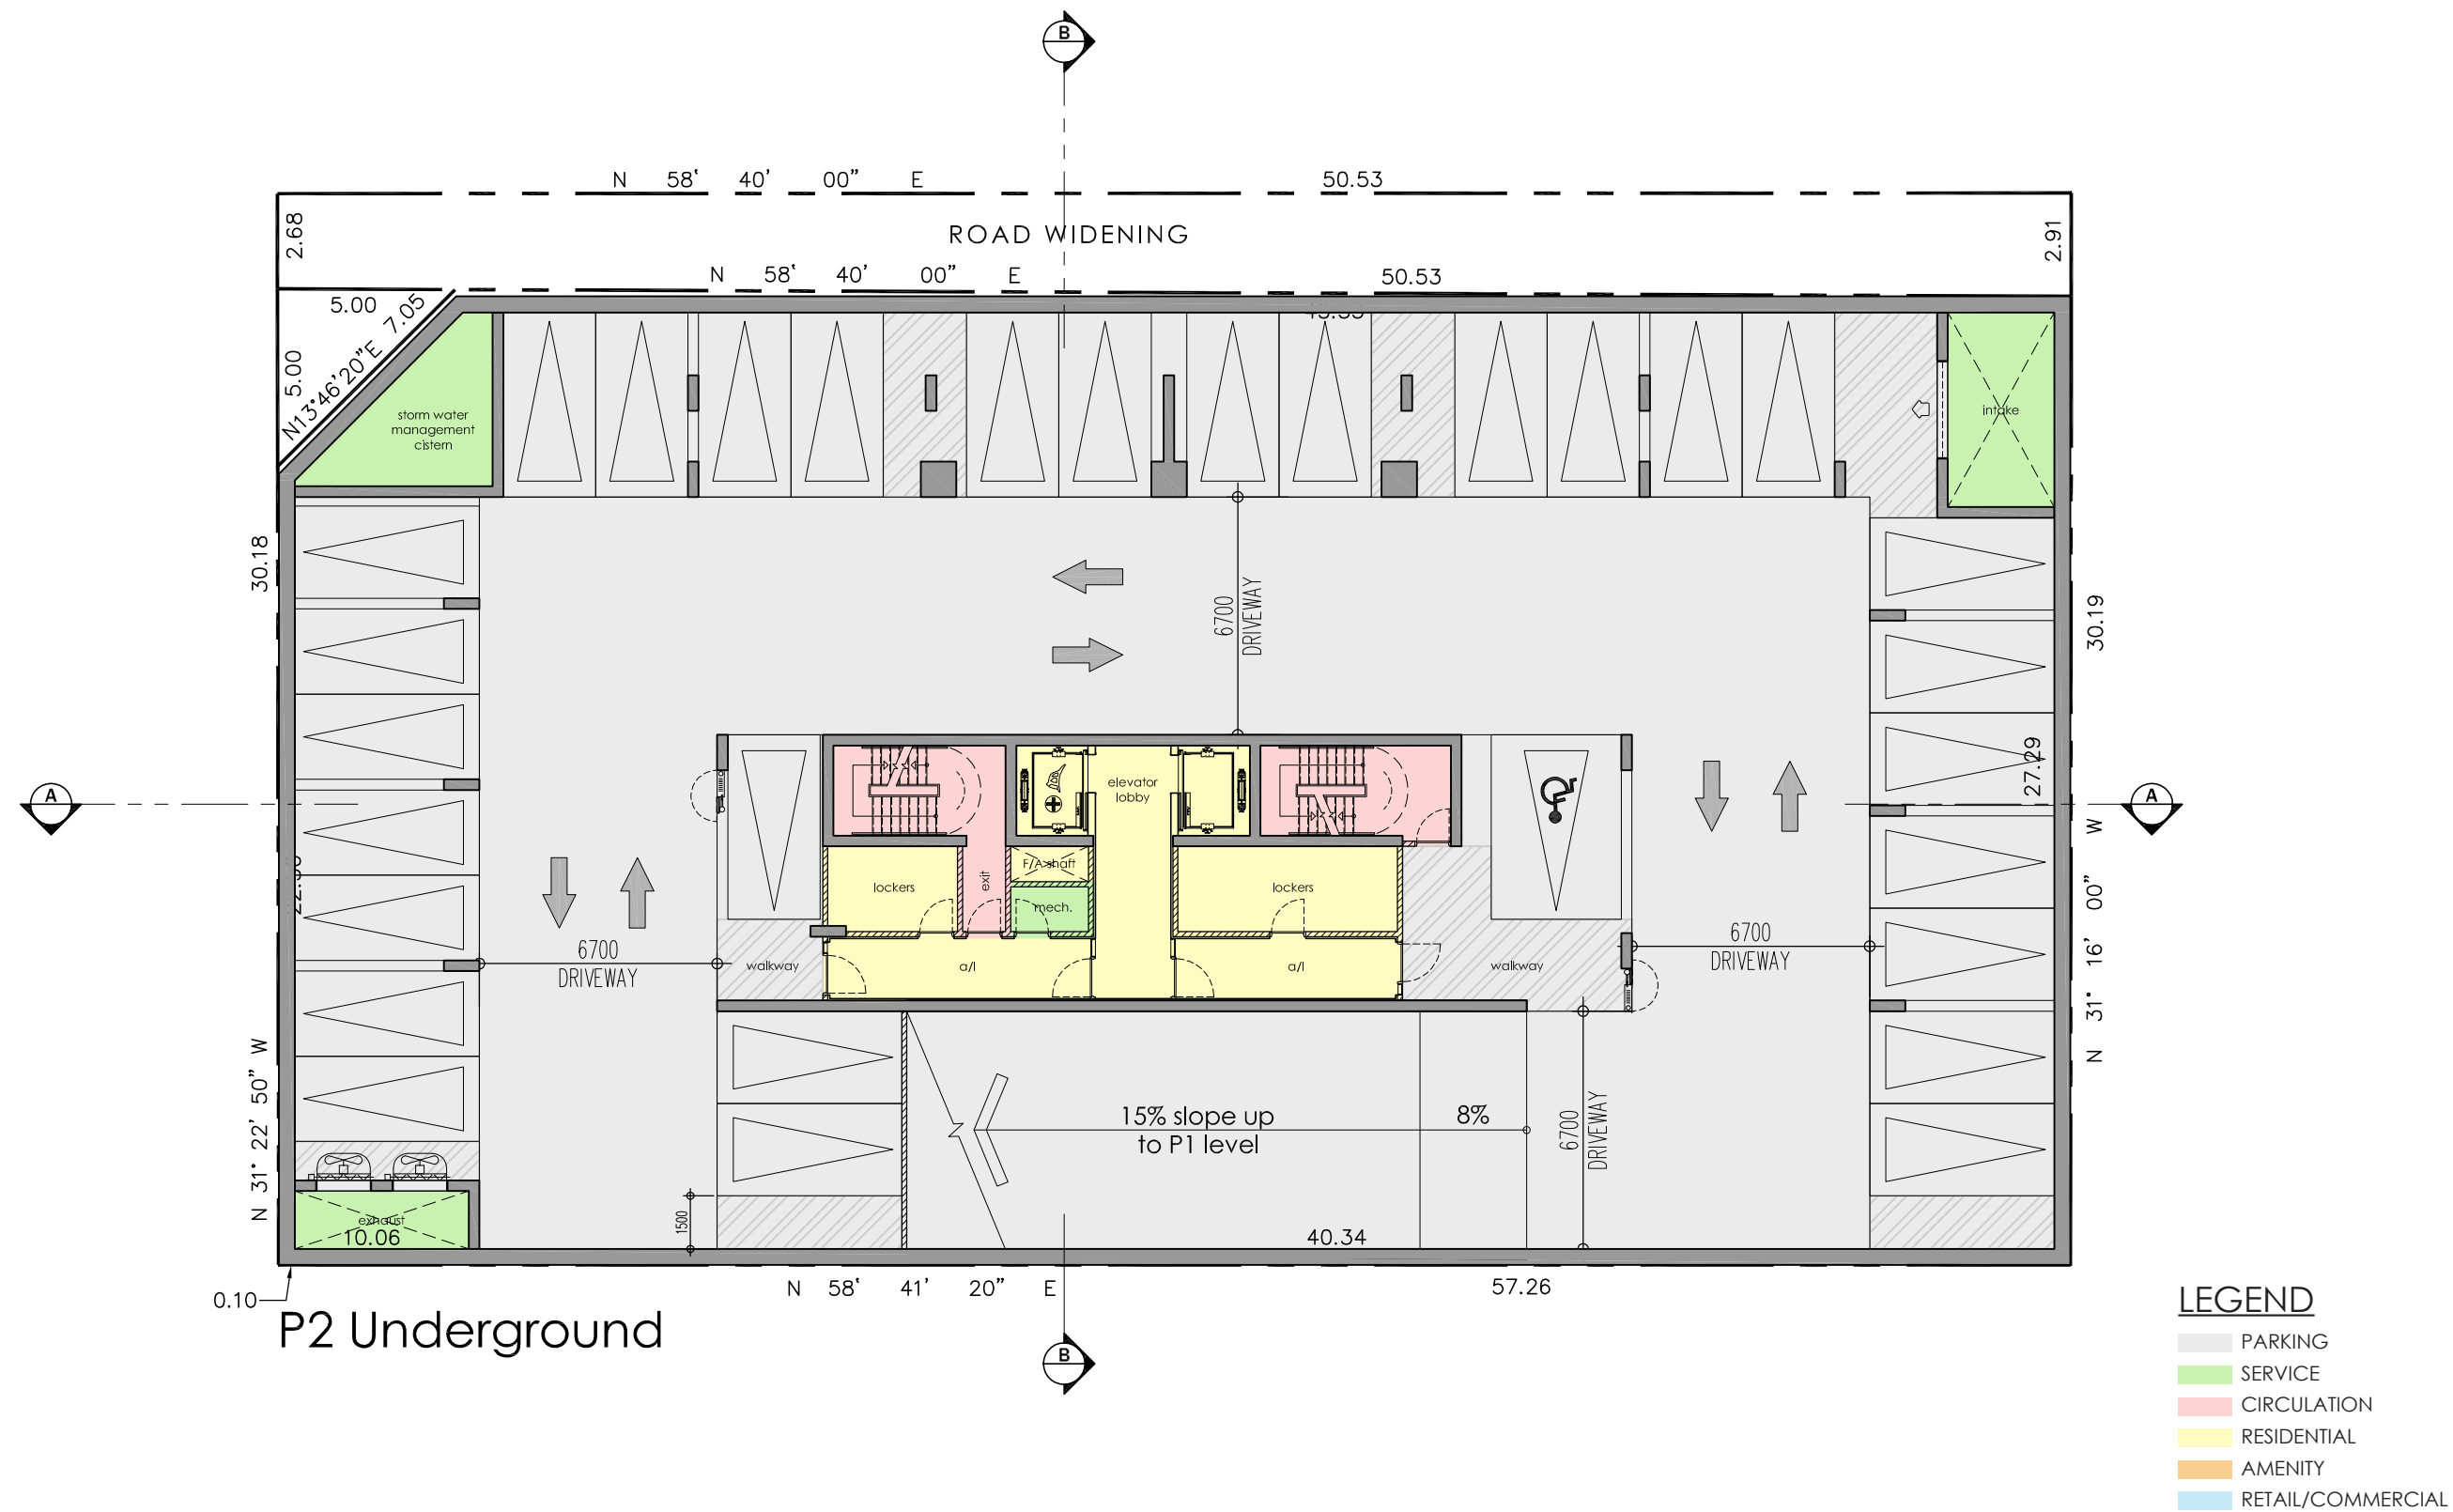 B
N 58‘ 40' 00” E 50.53
2.68
ROAD WIDENING
2.91
N 58‘ 40' 00” E 50.53
5.00
7.05
5.00
N13°46'20”E
storm water
management
cistern
intake
30.18
30.19
6700
DRIVEWAY
27.29
A
A
elevator
lobby
F/A shaft
lockers
exit
mech.
lockers
6700
DRIVEWAY
walkway
a/l
a/l
walkway
6700
DRIVEWAY
N 31° 16' 00” W
N 31° 22' 50” W
15% slope up
to P1 level
8%
6700
DRIVEWAY
1500
exhaust
10.06
40.34
0.10
N 58‘ 41' 20” E
57.26
P2 Underground
B
LEGEND
PARKING
SERVICE
CIRCULATION
RESIDENTIAL
AMENITY
RETAIL/COMMERCIAL